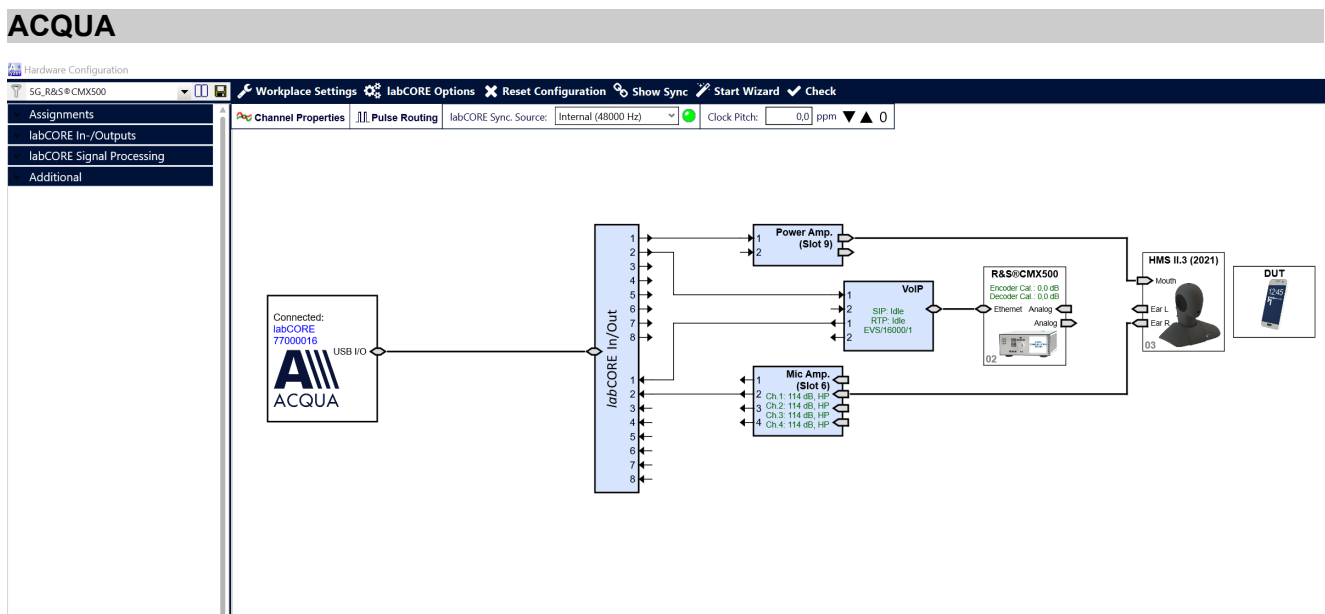 ACQUA
Hardware Configuration
5G_R&S®CMX500
Workplace Settings labCORE Options Reset Configuration Show Sync Start Wizard Check
Assignments
labCORE In-/Outputs
labCORE Signal Processing
Additional
Channel Properties Pulse Routing labCORE Sync. Source: Internal (48000 Hz) Clock Pitch: 0,0 ppm 0
Connected:
labCORE
77000016
USB I/O
ACQUA
labCORE In/Out
1
2
3
4
5
6
7
8
1
2
3
4
5
6
7
8
Power Amp.
(Slot 9)
1
2
VoIP
1
2
1
2
SIP: Idle
RTP: Idle
EVS/16000/1
Mic Amp.
(Slot 6)
1
2 Ch.1: 114 dB, HP
Ch.2: 114 dB, HP
3 Ch.3: 114 dB, HP
4 Ch.4: 114 dB, HP
R&S®CMX500
Encoder Cal.: 0,0 dB
Decoder Cal.: 0,0 dB
Ethernet Analog
Analog
02
HMS II.3 (2021)
Mouth
Ear L
Ear R
03
DUT
12:45